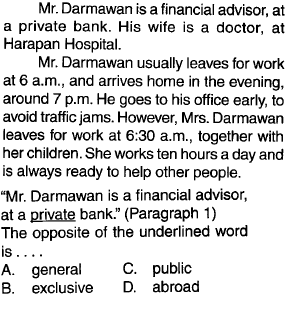 Mr. Darmawan is a financial advisor, at
a private bank. His wife is a doctor, at
Harapan Hospital.
Mr. Darmawan usually leaves for work
at 6 a.m., and arrives home in the evening,
around 7 p.m. He goes to his office early, to
avoid traffic jams. However, Mrs. Darmawan
leaves for work at 6:30 a.m., together with
her children. She works ten hours a day and
is always ready to help other people.
“Mr. Darmawan is a financial advisor,
at a private bank.” (Paragraph 1)
The opposite of the underlined word
is . . . .
A. general C. public
B. exclusive D. abroad